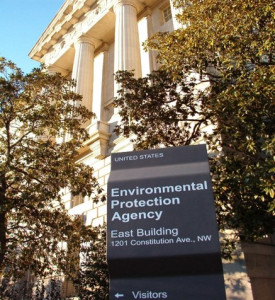 UNITED STATES
Environmental
Protection
Agency
East Building
1201 Constitution Ave., NW
← Visitors